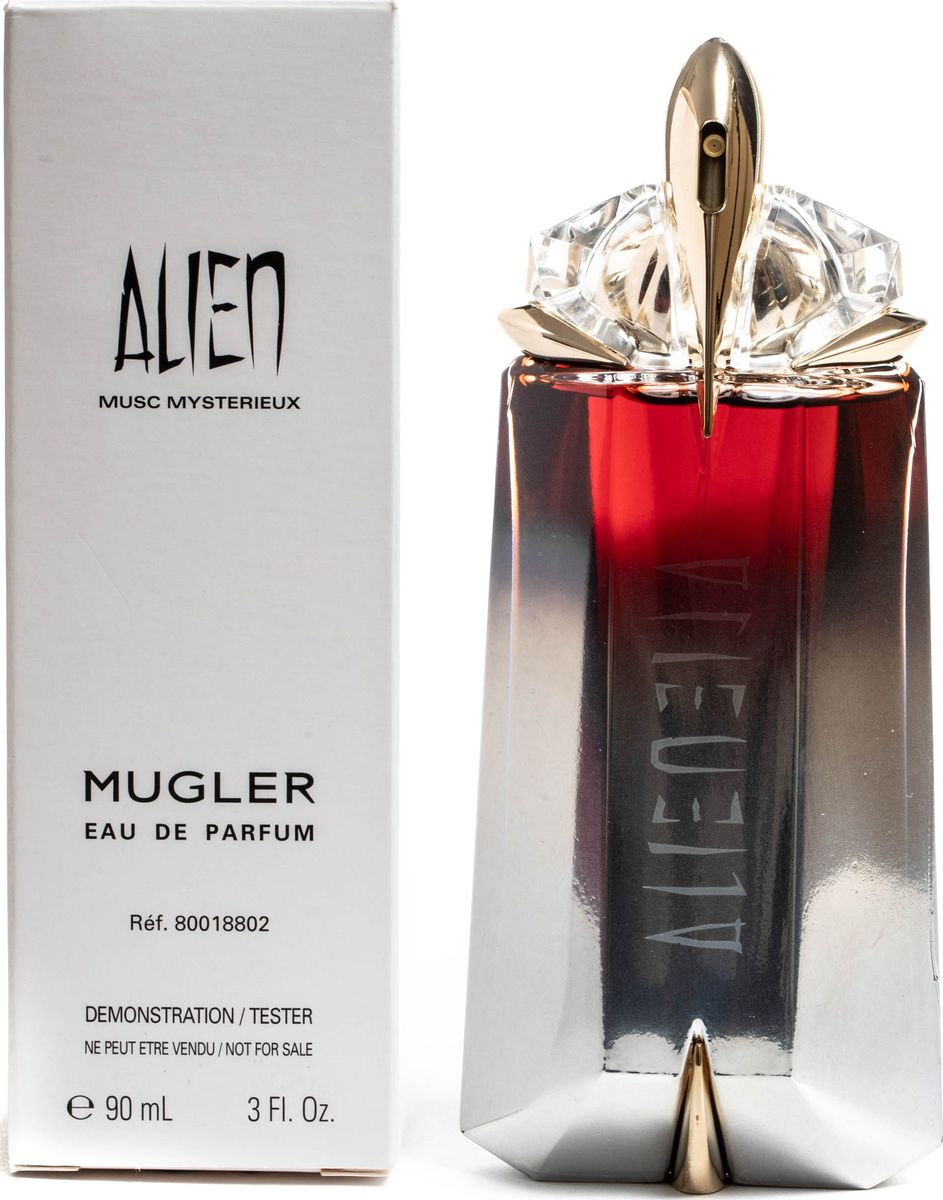 ALIEN
MUSC MYSTERIEUX
MUGLER
EAU DE PARFUM
Réf. 80018802
DEMONSTRATION / TESTER
NE PEUT ETRE VENDU / NOT FOR SALE
℮ 90 mL 3 Fl. Oz.
ALIEN